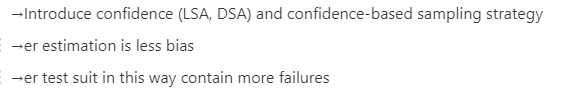 →Introduce confidence (LSA, DSA) and confidence-based sampling strategy
→er estimation is less bias
→er test suit in this way contain more failures